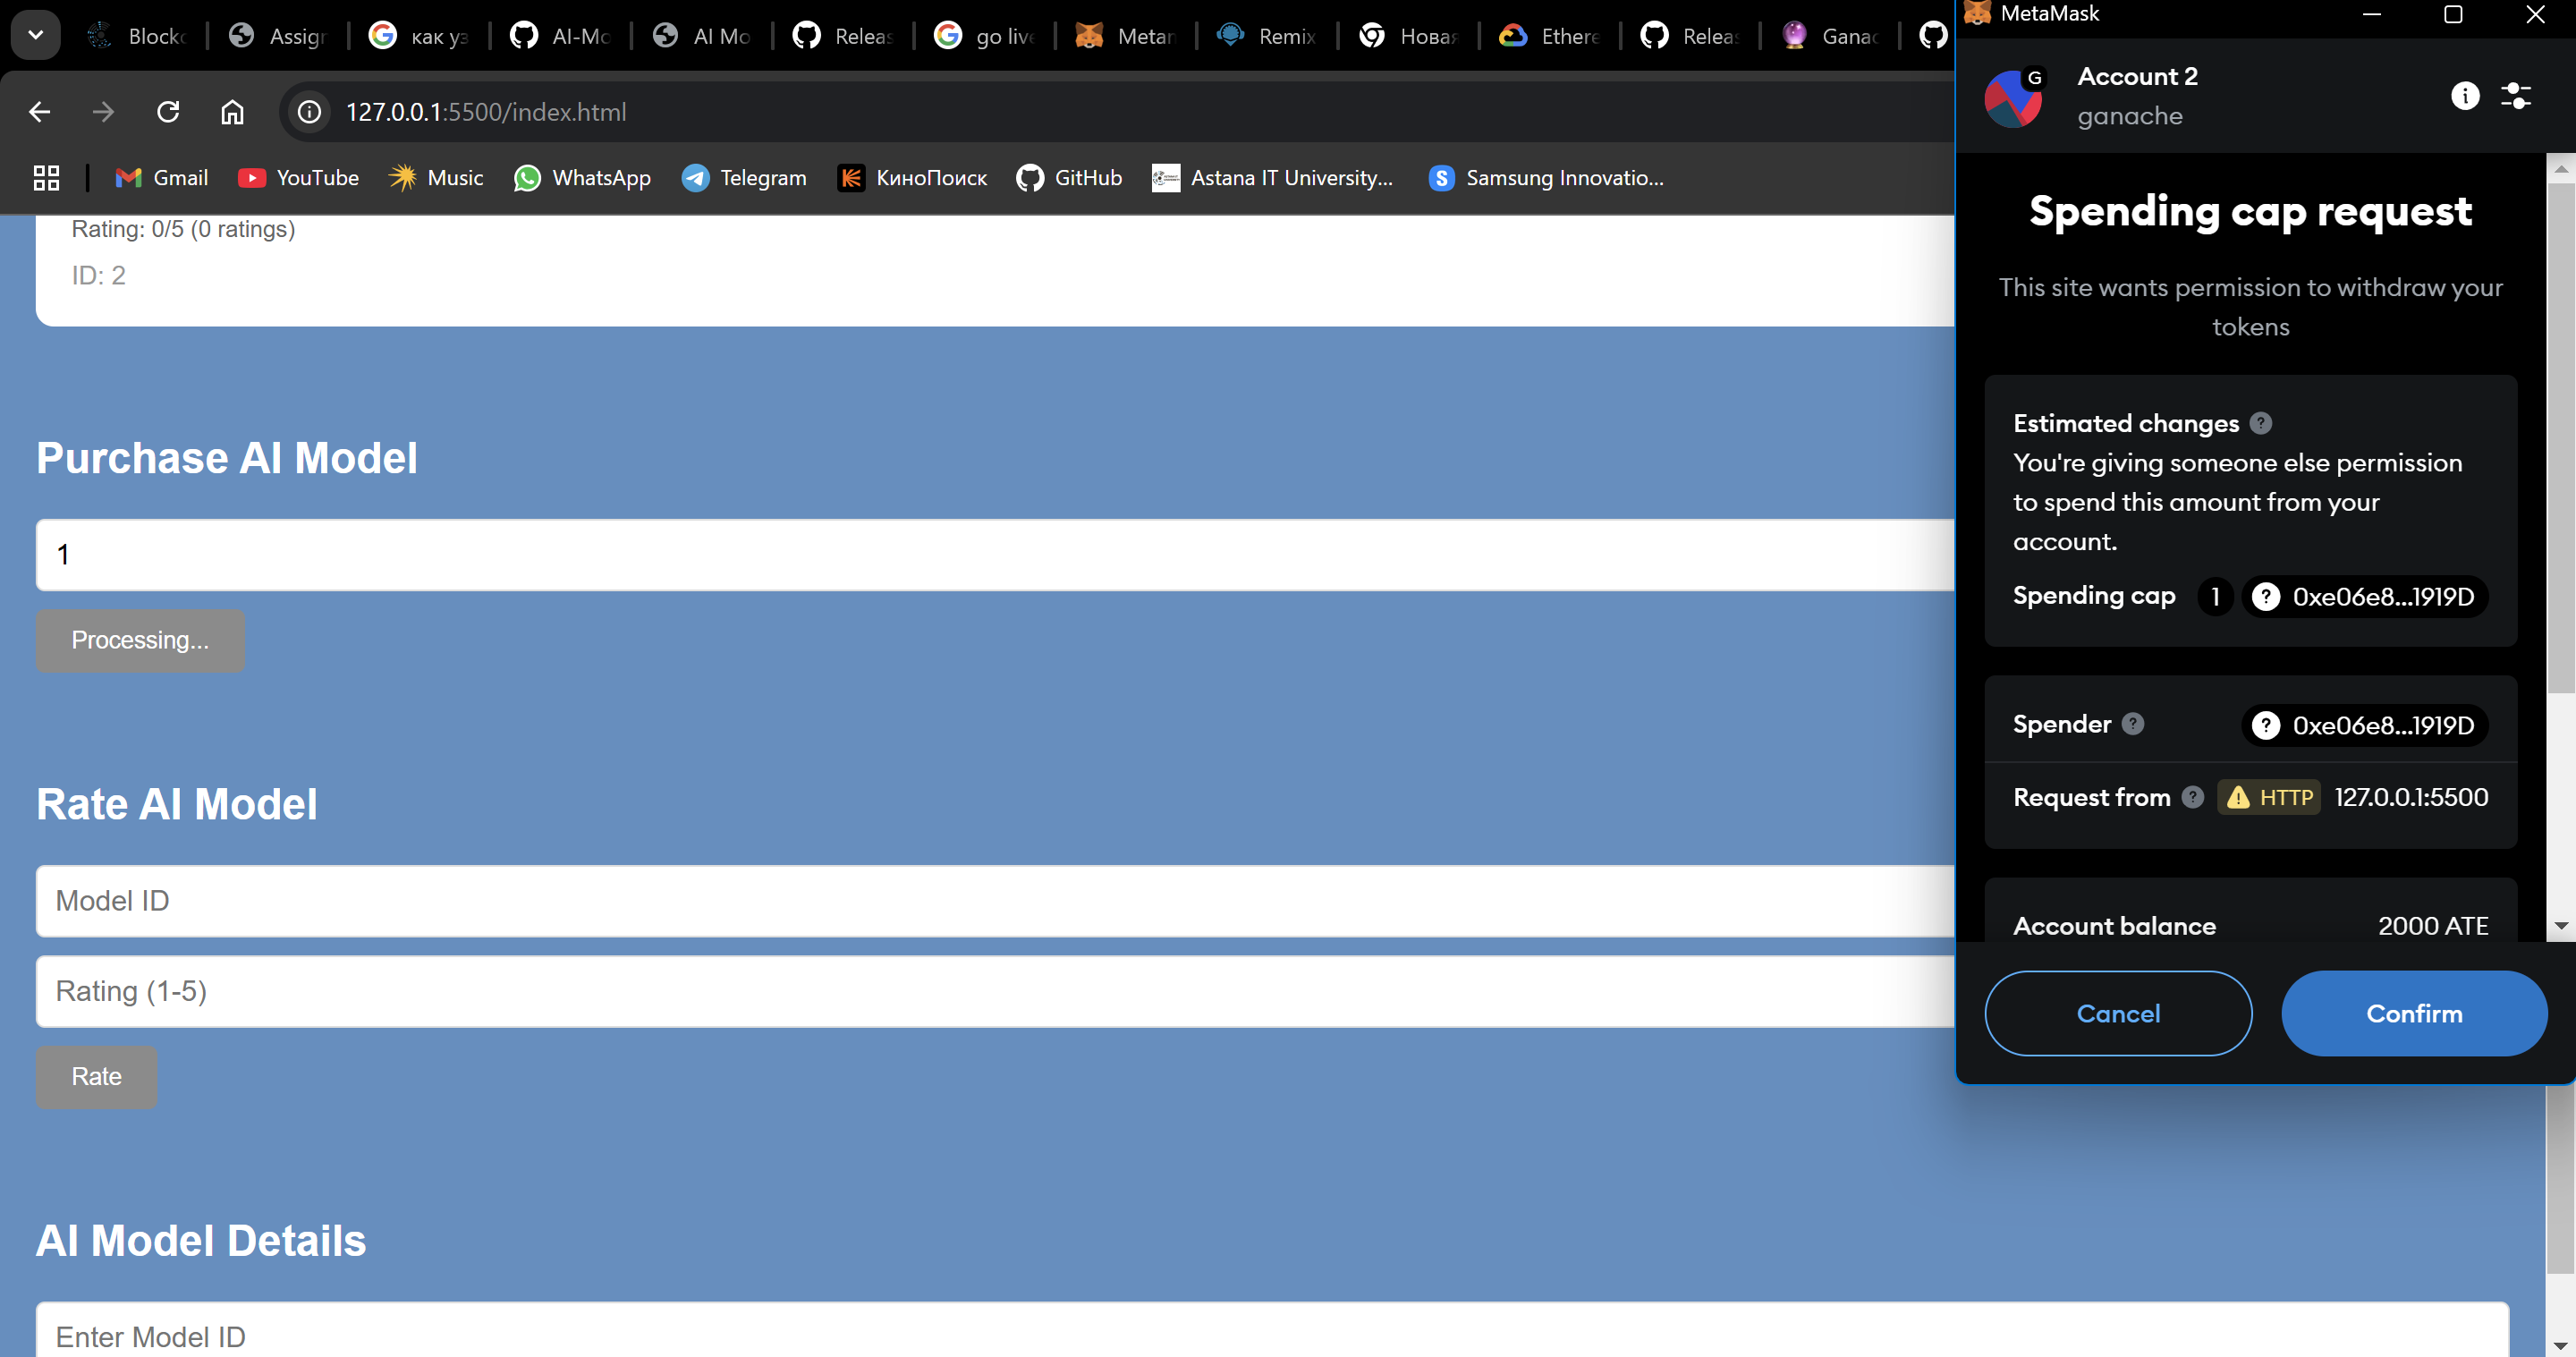 Blockc
Assigr
как уз
AI-Mo
AI Mo
Releas
go live
Metan
Remix
Новая
Ethere
Releas
Ganac
127.0.0.1:5500/index.html
Gmail
YouTube
Music
WhatsApp
Telegram
КиноПоиск
GitHub
Astana IT University...
Samsung Innovatio...
Rating: 0/5 (0 ratings)
ID: 2
Purchase AI Model
1
Processing...
Rate AI Model
Model ID
Rating (1-5)
Rate
AI Model Details
Enter Model ID
MetaMask
G
Account 2
ganache
Spending cap request
This site wants permission to withdraw your
tokens
Estimated changes
You're giving someone else permission
to spend this amount from your
account.
Spending cap 1 0xe06e8...1919D
Spender 0xe06e8...1919D
Request from HTTP 127.0.0.1:5500
Account balance 2000 ATE
Cancel Confirm